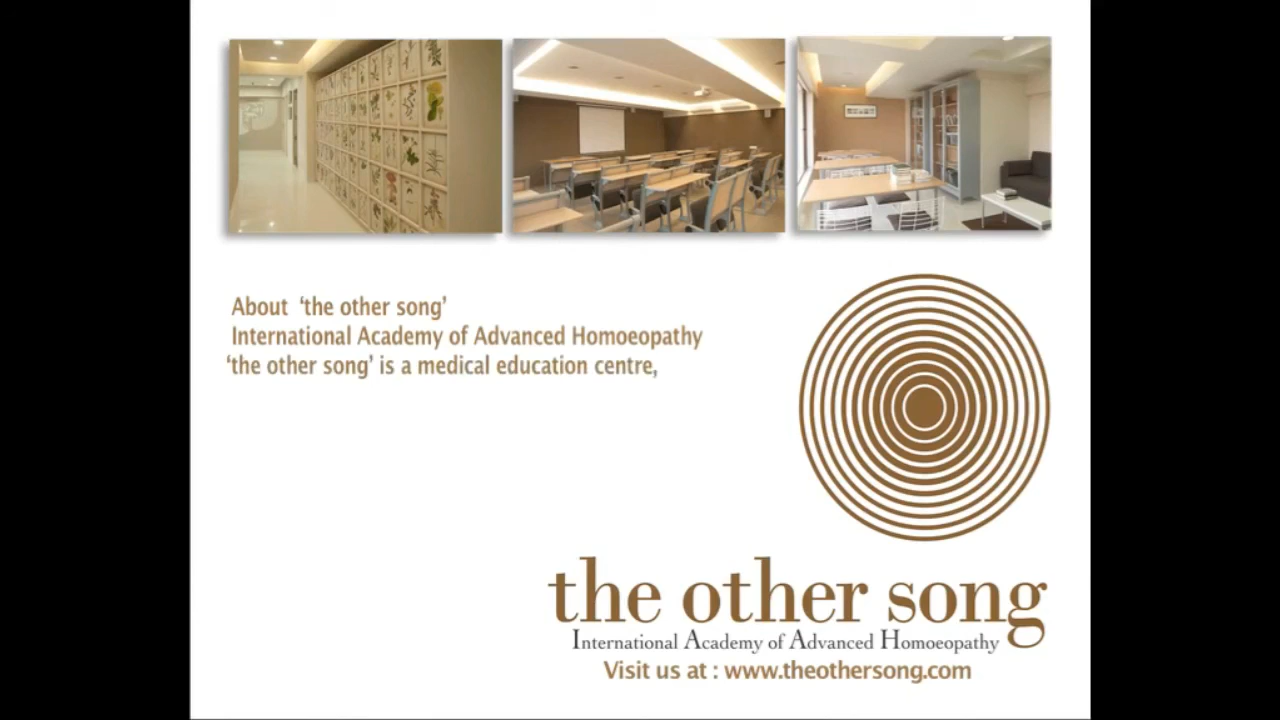 About ‘the other song’
International Academy of Advanced Homoeopathy
‘the other song’ is a medical education centre,
the other song
International Academy of Advanced Homoeopathy
Visit us at : www.theothersong.com